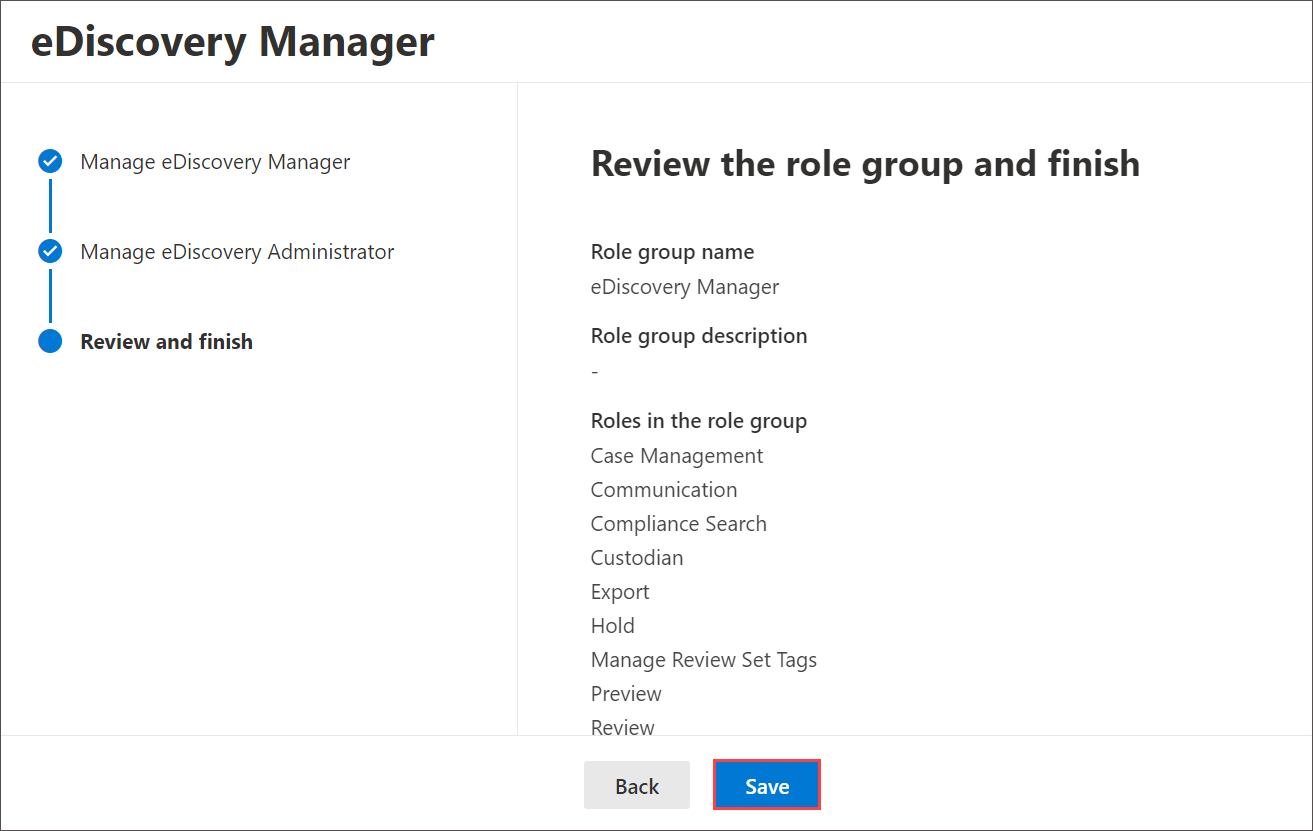 eDiscovery Manager
Manage eDiscovery Manager
Manage eDiscovery Administrator
Review and finish
Review the role group and finish
Role group name
eDiscovery Manager
Role group description
-
Roles in the role group
Case Management
Communication
Compliance Search
Custodian
Export
Hold
Manage Review Set Tags
Preview
Review
Back
Save